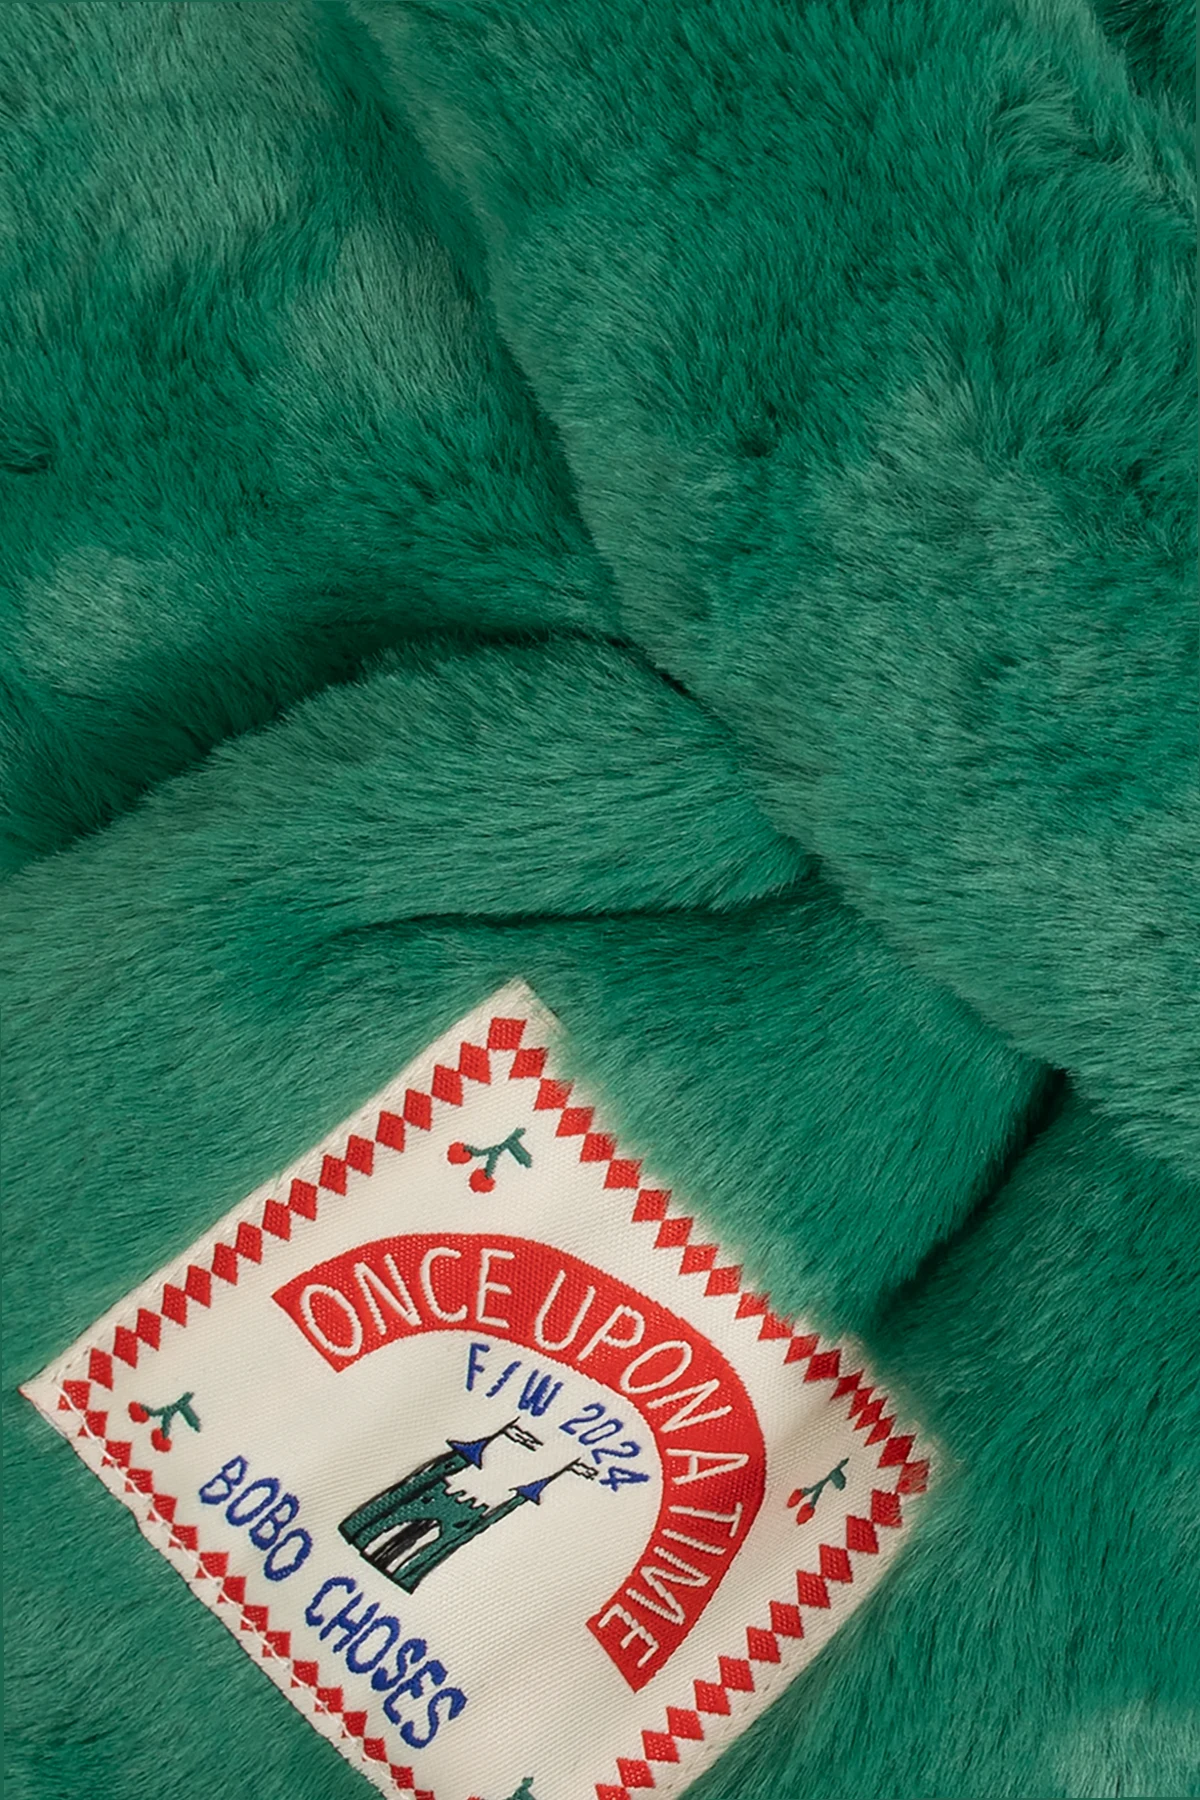 ONCE UPON A TIME
F/W 2024
BOBO CHOSES